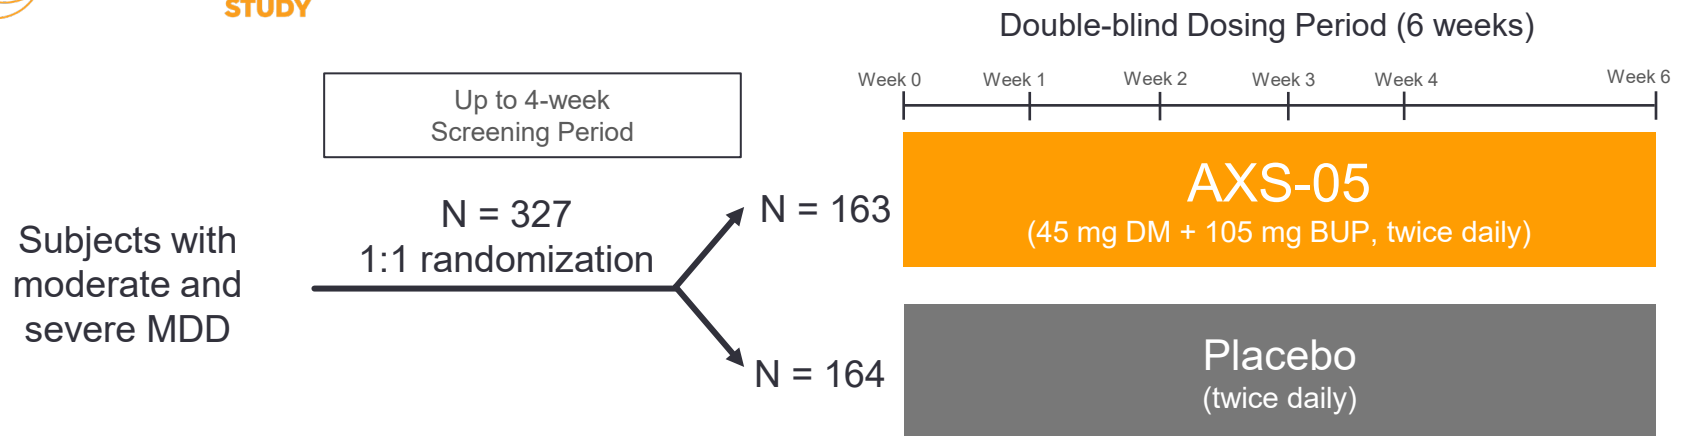 STUDY
Double-blind Dosing Period (6 weeks)
Week 0 Week 1 Week 2 Week 3 Week 4 Week 6
Up to 4-week
Screening Period
Subjects with
moderate and
severe MDD
N = 327
1:1 randomization
N = 163
N = 164
AXS-05
(45 mg DM + 105 mg BUP, twice daily)
Placebo
(twice daily)